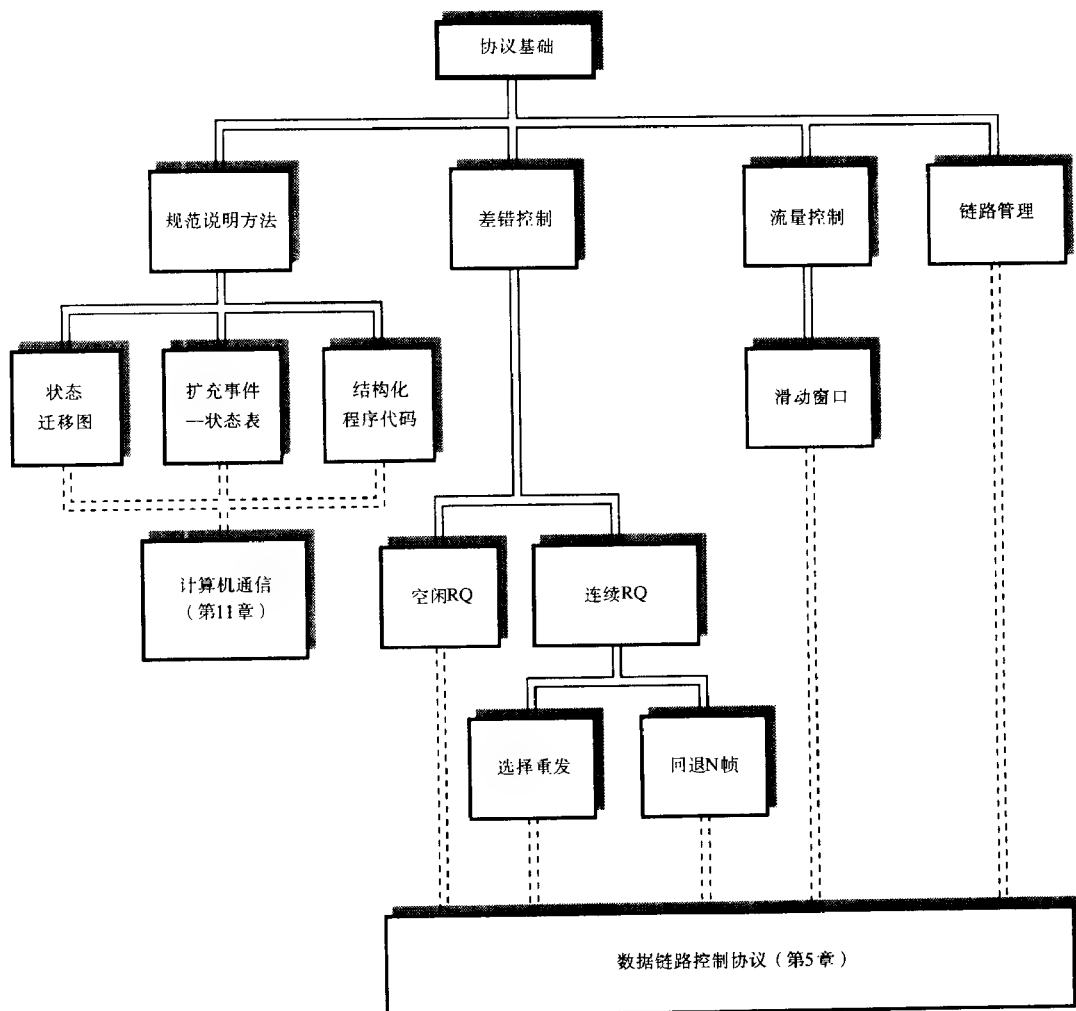 协议基础
规范说明方法
差错控制
流量控制
链路管理
状态
迁移图
扩充事件
—状态表
结构化
程序代码
滑动窗口
计算机通信
（第11章）
空闲RQ
连续RQ
选择重发
回退N帧
数据链路控制协议（第5章）